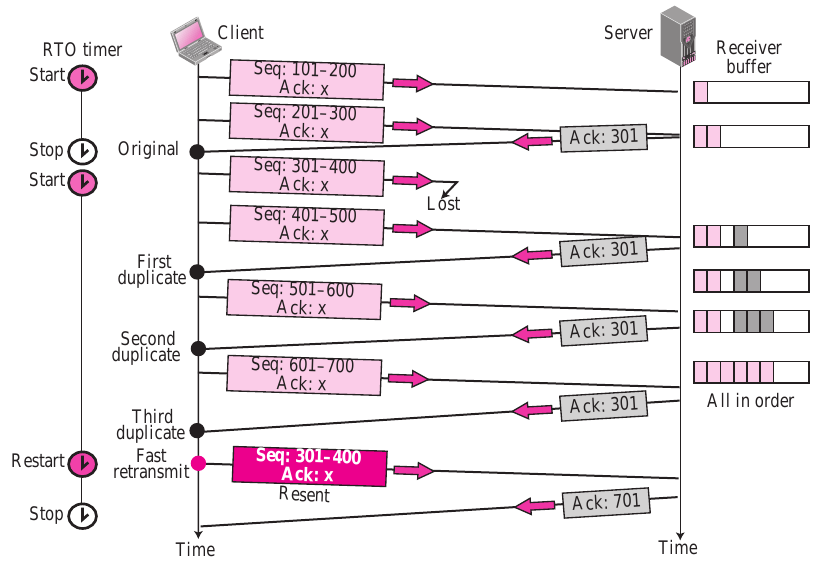 Client
Server
RTO timer
Receiver
buffer
Start
Seq: 101–200
Ack: x
Seq: 201–300
Ack: x
Ack: 301
Stop
Original
Start
Seq: 301–400
Ack: x
Lost
Seq: 401–500
Ack: x
Ack: 301
First
duplicate
Seq: 501–600
Ack: x
Ack: 301
Second
duplicate
Seq: 601–700
Ack: x
All in order
Ack: 301
Third
duplicate
Restart
Fast
retransmit
Seq: 301–400
Ack: x
Resent
Ack: 701
Stop
Time
Time